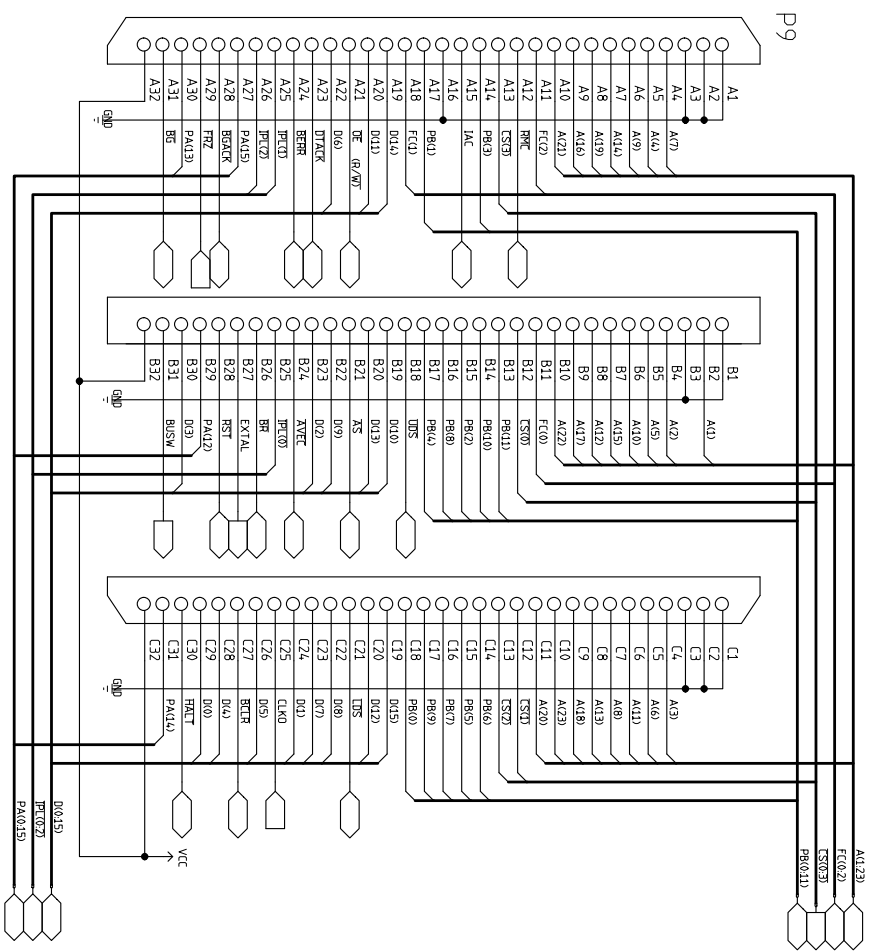 P9
A1
A2
A3
A4
A5
A6
A7
A8
A9
A10
A11
A12
A13
A14
A15
A16
A17
A18
A19
A20
A21
A22
A23
A24
A25
A26
A27
A28
A29
A30
A31
A32
A(7)
A(4)
A(9)
A(14)
A(19)
A(16)
A(21)
FC(2)
RMC
CS(3)
PB(3)
IAC
PB(1)
FC(1)
D(14)
D(11)
OE (R/W)
D(6)
DTACK
BERR
IPL(1)
IPL(2)
PA(15)
BGACK
FRZ
PA(13)
BG
GND
B1
B2
B3
B4
B5
B6
B7
B8
B9
B10
B11
B12
B13
B14
B15
B16
B17
B18
B19
B20
B21
B22
B23
B24
B25
B26
B27
B28
B29
B30
B31
B32
A(1)
A(2)
A(5)
A(10)
A(15)
A(12)
A(17)
A(22)
FC(0)
CS(0)
PB(11)
PB(10)
PB(2)
PB(8)
PB(4)
UDS
D(10)
D(13)
AS
D(9)
D(2)
AVEC
IPL(0)
BR
EXTAL
RST
PA(12)
D(3)
BUSW
GND
C1
C2
C3
C4
C5
C6
C7
C8
C9
C10
C11
C12
C13
C14
C15
C16
C17
C18
C19
C20
C21
C22
C23
C24
C25
C26
C27
C28
C29
C30
C31
C32
A(3)
A(6)
A(11)
A(8)
A(13)
A(18)
A(23)
A(20)
CS(1)
CS(2)
PB(6)
PB(5)
PB(7)
PB(9)
PB(0)
D(15)
D(12)
LDS
D(8)
D(7)
D(1)
CLKO
D(5)
BCLR
D(4)
D(0)
HALT
PA(14)
GND
A(1:23)
FC(0:2)
CS(0:3)
PB(0:11)
VCC
D(0:15)
IPL(0:2)
PA(0:15)